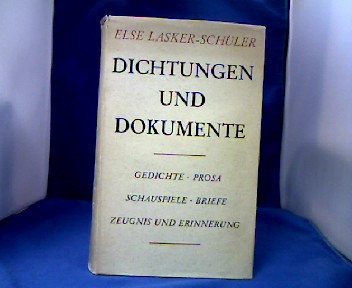 ELSE LASKER-SCHÜLER
DICHTUNGEN
UND
DOKUMENTE
GEDICHTE · PROSA
SCHAUSPIELE · BRIEFE
ZEUGNIS UND ERINNERUNG